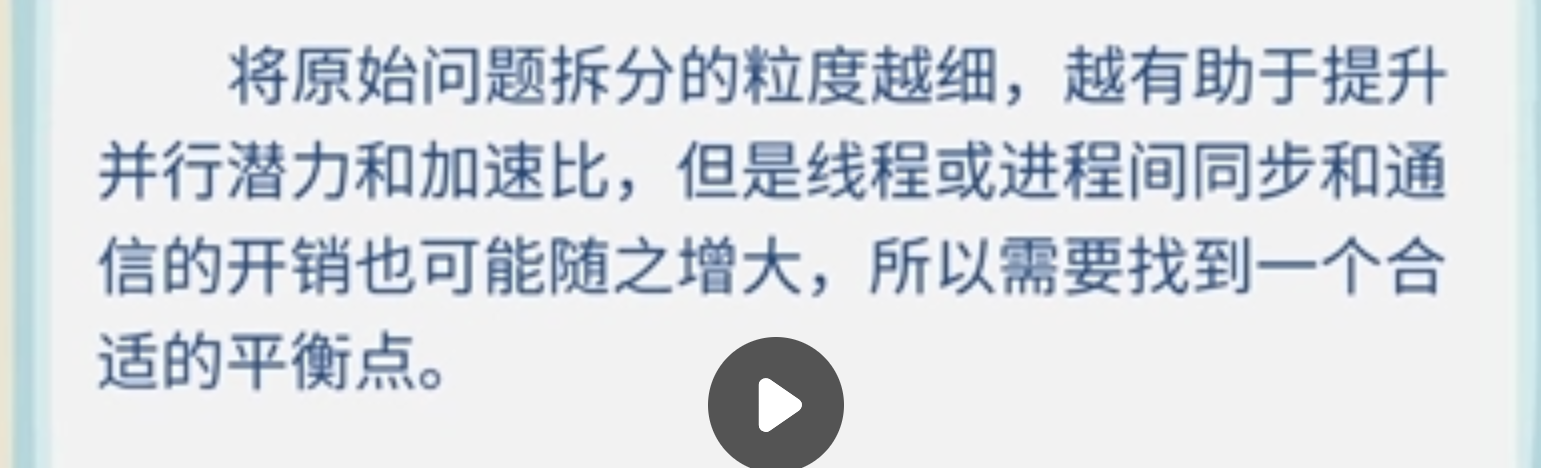 将原始问题拆分的粒度越细，越有助于提升
并行潜力和加速比，但是线程或进程间同步和通
信的开销也可能随之增大，所以需要找到一个合
适的平衡点。